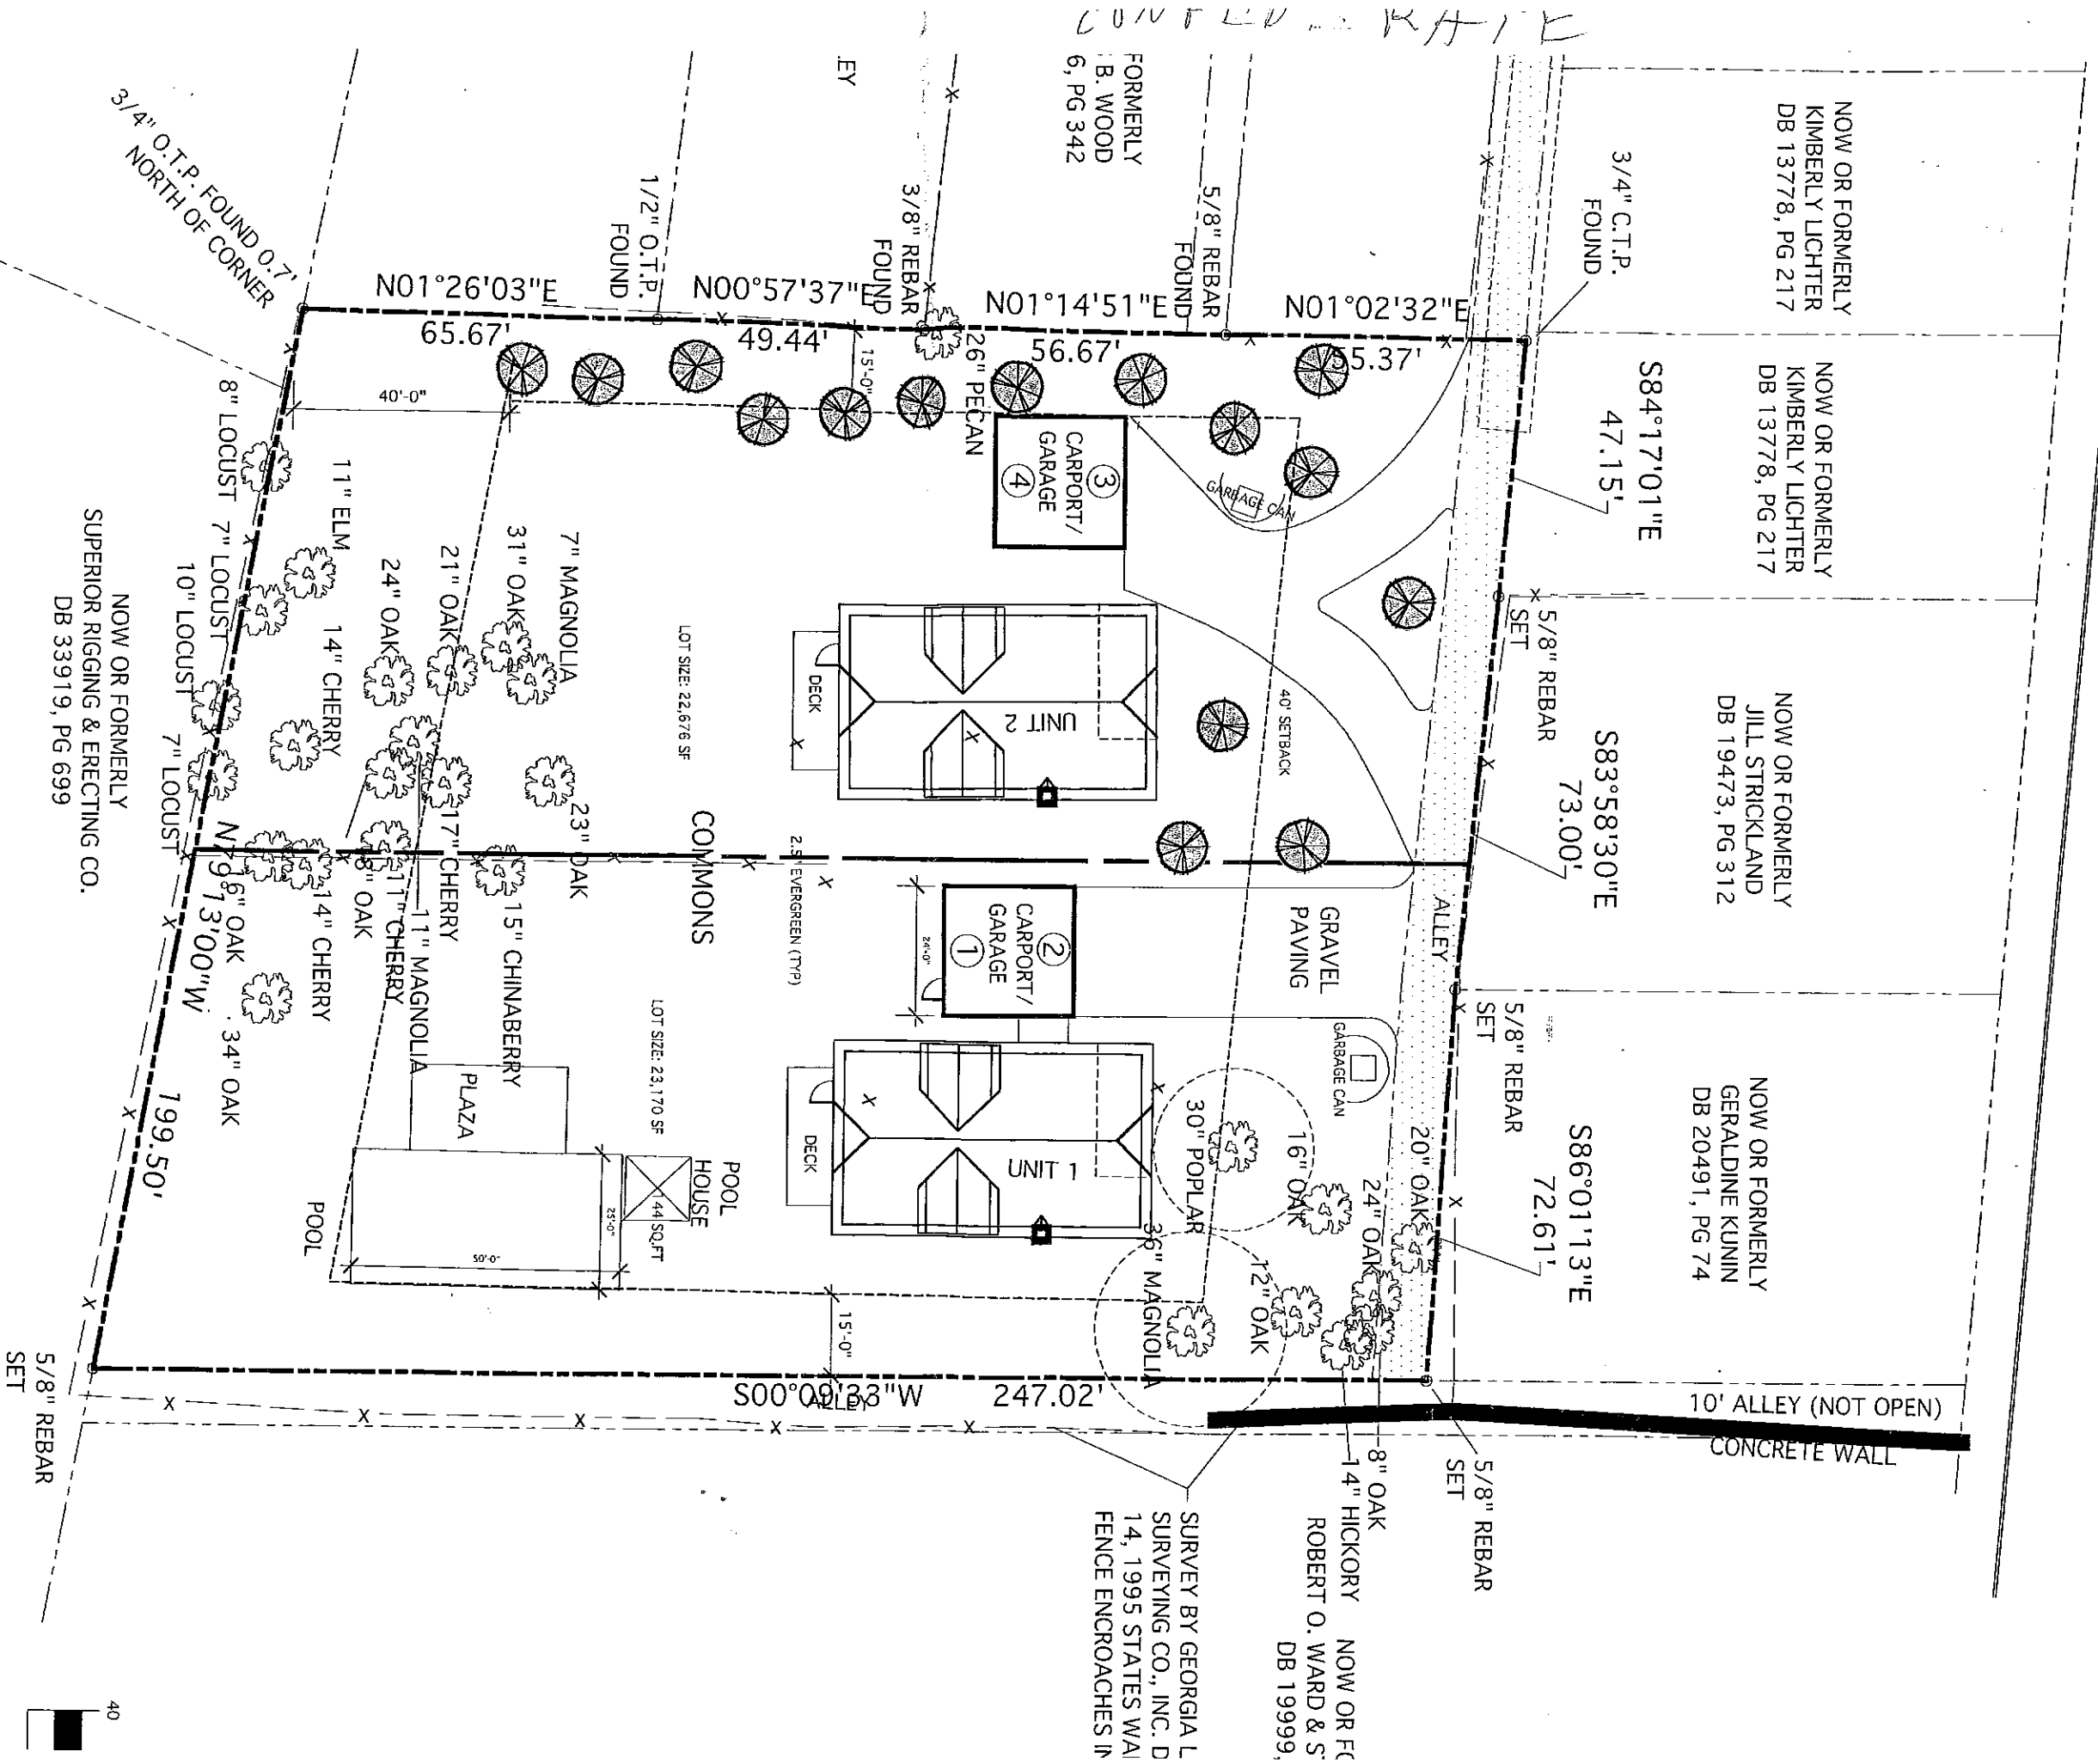 FORMERLY
B. WOOD
6, PG 342
NOW OR FORMERLY
KIMBERLY LICHTER
DB 13778, PG 217
3/4" C.T.P.
FOUND
3/4" O.T.P. FOUND 0.7'
NORTH OF CORNER
1/2" O.T.P.
FOUND
3/8" REBAR
FOUND
5/8" REBAR
FOUND
N01°26'03"E
65.67'
N00°57'37"E
49.44'
N01°14'51"E
56.67'
N01°02'32"E
55.37'
NOW OR FORMERLY
KIMBERLY LICHTER
DB 13778, PG 217
S84°17'01"E
47.15'
15'-0"
26" PECAN
40'-0"
8" LOCUST
11" ELM
7" LOCUST
10" LOCUST
7" LOCUST
14" CHERRY
24" OAK
21" OAK
31" OAK
7" MAGNOLIA
CARPORT/
GARAGE
3
4
GARBAGE CAN
5/8" REBAR
SET
NOW OR FORMERLY
SUPERIOR RIGGING & ERECTING CO.
DB 33919, PG 699
LOT SIZE: 22,676 SF
DECK
UNIT 2
40' SETBACK
S83°58'30"E
73.00'
NOW OR FORMERLY
JILL STRICKLAND
DB 19473, PG 312
23" OAK
17" CHERRY
COMMONS
2.5" EVERGREEN (TYP)
N79°13'00"W
199.50'
16" OAK
14" CHERRY
8" OAK
11" CHERRY
11" MAGNOLIA
15" CHINABERRY
34" OAK
24'-0"
CARPORT/
GARAGE
2
1
GRAVEL
PAVING
ALLEY
5/8" REBAR
SET
LOT SIZE: 23,170 SF
GARBAGE CAN
PLAZA
POOL
POOL
HOUSE
144 SQ.FT
25'-0"
50'-0"
DECK
UNIT 1
30" POPLAR
16" OAK
20" OAK
24" OAK
36" MAGNOLIA
12" OAK
S86°01'13"E
72.61'
NOW OR FORMERLY
GERALDINE KUNIN
DB 20491, PG 74
15'-0"
S00°09'33"W
247.02'
ALLEY
10' ALLEY (NOT OPEN)
CONCRETE WALL
5/8" REBAR
SET
5/8" REBAR
SET
8" OAK
14" HICKORY
NOW OR FO
ROBERT O. WARD & S
DB 19999,
SURVEY BY GEORGIA L
SURVEYING CO., INC. D
14, 1995 STATES WA
FENCE ENCROACHES IN
40